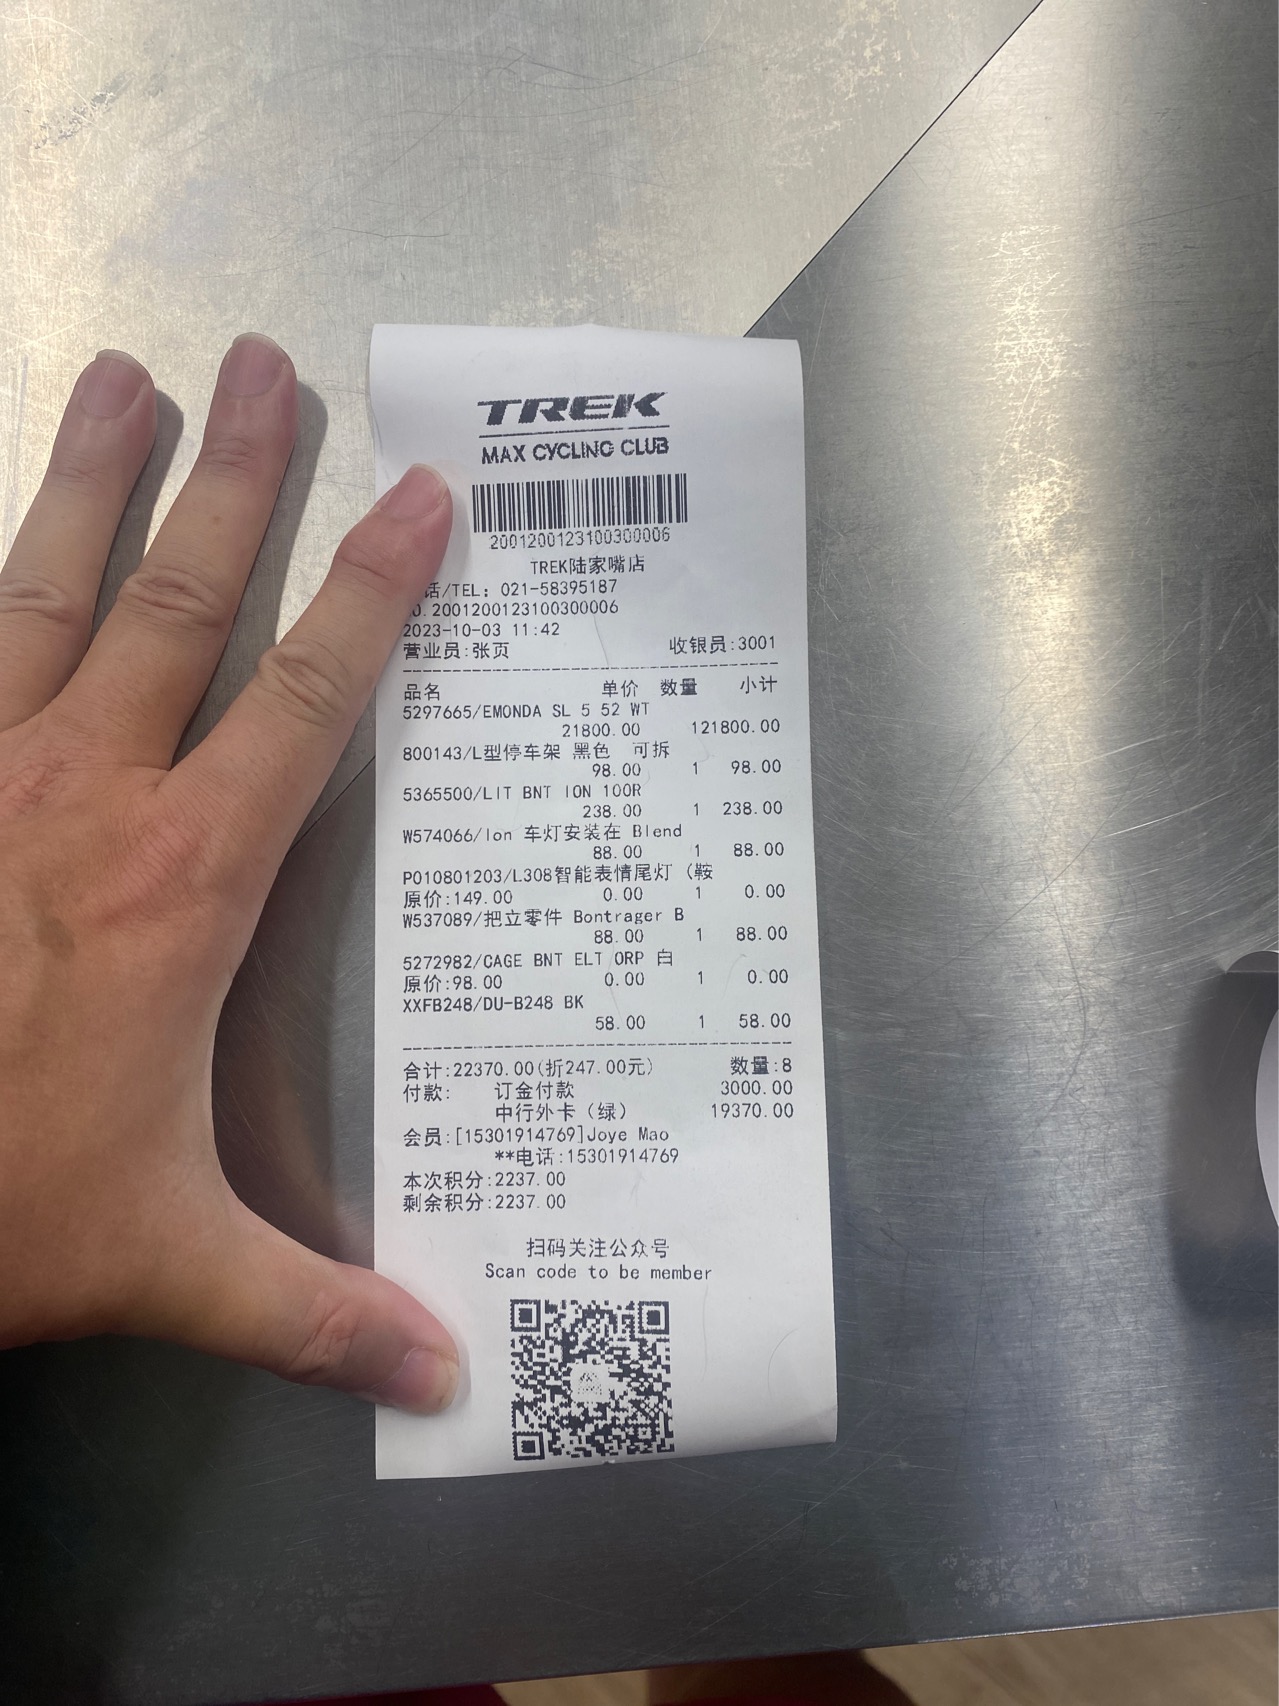 TREK
MAX CYCLING CLUB
2001200123100300006
TREK陆家嘴店
话/TEL: 021-58395187
0.2001200123100300006
2023-10-03 11:42
营业员:张页 收银员:3001
品名 单价 数量 小计
5297665/EMONDA SL 5 52 WT
21800.00 121800.00
800143/L型停车架 黑色 可拆
98.00 1 98.00
5365500/LIT BNT ION 100R
238.00 1 238.00
W574066/Ion 车灯安装在 Blend
88.00 1 88.00
P010801203/L308智能表情尾灯（鞍
原价:149.00 0.00 1 0.00
W537089/把立零件 Bontrager B
88.00 1 88.00
5272982/CAGE BNT ELT ORP 白
原价:98.00 0.00 1 0.00
XXFB248/DU-B248 BK
58.00 1 58.00
合计:22370.00(折247.00元) 数量:8
付款: 订金付款 3000.00
中行外卡（绿） 19370.00
会员:[15301914769]Joye Mao
**电话:15301914769
本次积分:2237.00
剩余积分:2237.00
扫码关注公众号
Scan code to be member